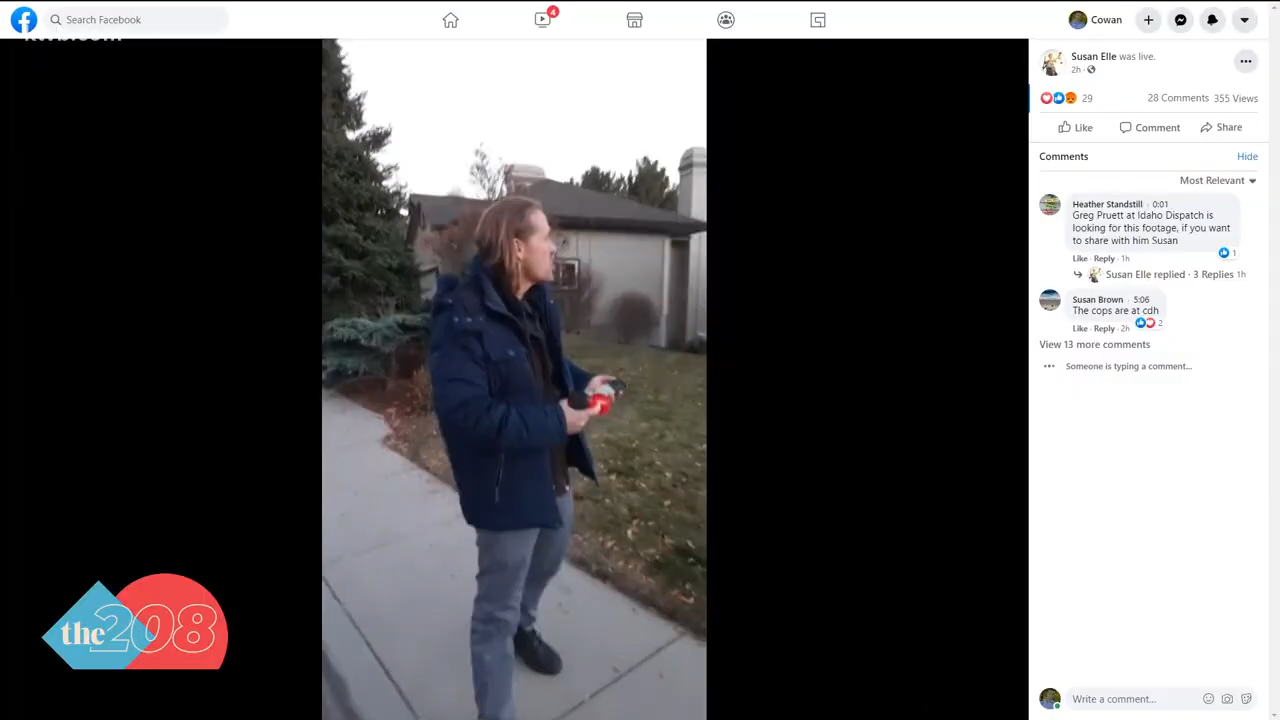 Search Facebook
4
Cowan
ktvb.com
Susan Elle was live.
2h ·
29
28 Comments 355 Views
Like
Comment
Share
Comments
Hide
Most Relevant
Heather Standstill · 0:01
Greg Pruett at Idaho Dispatch is
looking for this footage, if you want
to share with him Susan
1
Like · Reply · 1h
Susan Elle replied · 3 Replies 1h
Susan Brown · 5:06
The cops are at cdh
2
Like · Reply · 2h
View 13 more comments
Someone is typing a comment...
the 208
Write a comment...